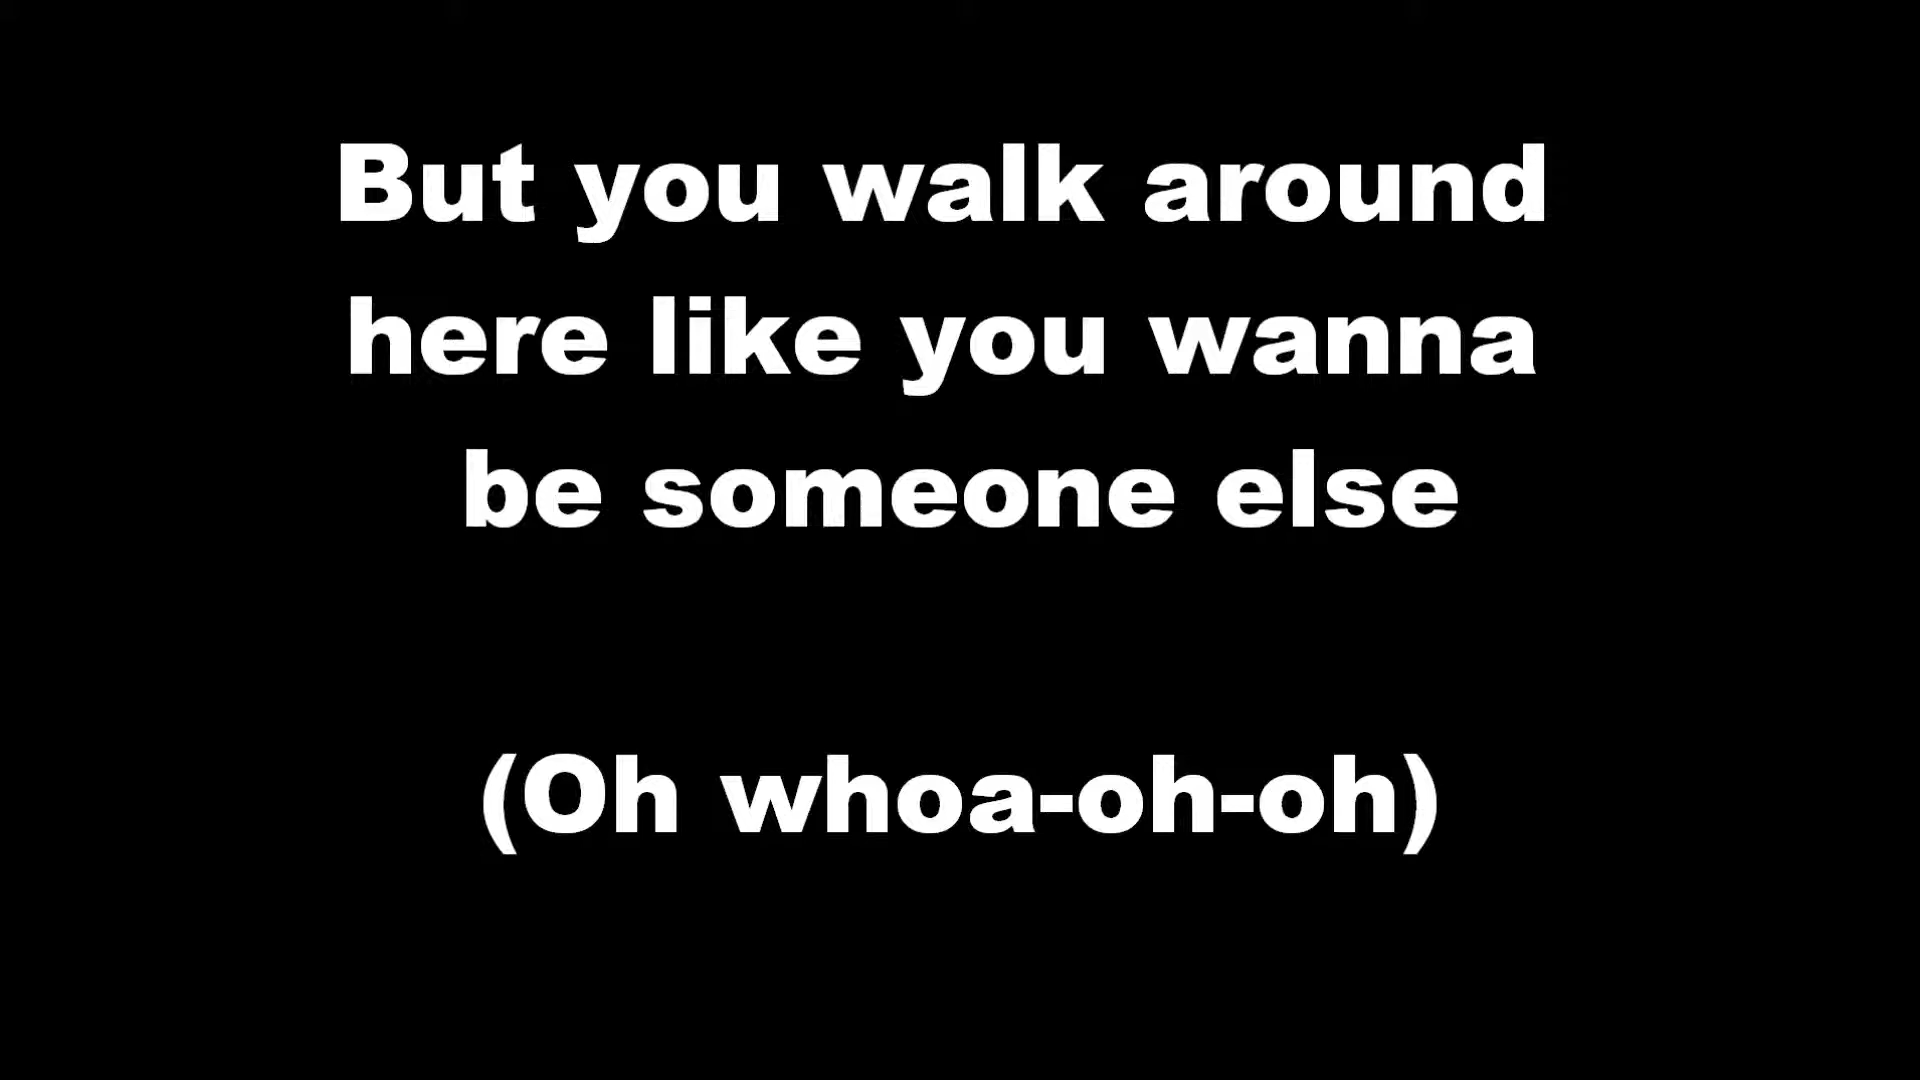 But you walk around
here like you wanna
be someone else
(Oh whoa-oh-oh)